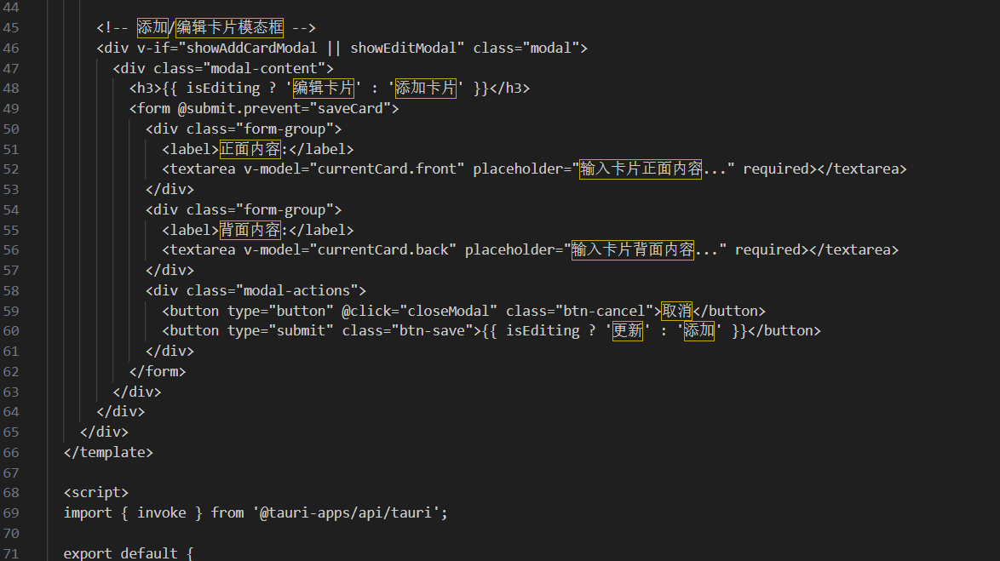 44
45 <!-- 添加/编辑卡片模态框 -->
46 <div v-if="showAddCardModal || showEditModal" class="modal">
47 <div class="modal-content">
48 <h3>{{ isEditing ? '编辑卡片' : '添加卡片' }}</h3>
49 <form @submit.prevent="saveCard">
50 <div class="form-group">
51 <label>正面内容:</label>
52 <textarea v-model="currentCard.front" placeholder="输入卡片正面内容..." required></textarea>
53 </div>
54 <div class="form-group">
55 <label>背面内容:</label>
56 <textarea v-model="currentCard.back" placeholder="输入卡片背面内容..." required></textarea>
57 </div>
58 <div class="modal-actions">
59 <button type="button" @click="closeModal" class="btn-cancel">取消</button>
60 <button type="submit" class="btn-save">{{ isEditing ? '更新' : '添加' }}</button>
61 </div>
62 </form>
63 </div>
64 </div>
65 </div>
66 </template>
67
68 <script>
69 import { invoke } from '@tauri-apps/api/tauri';
70
71 export default {